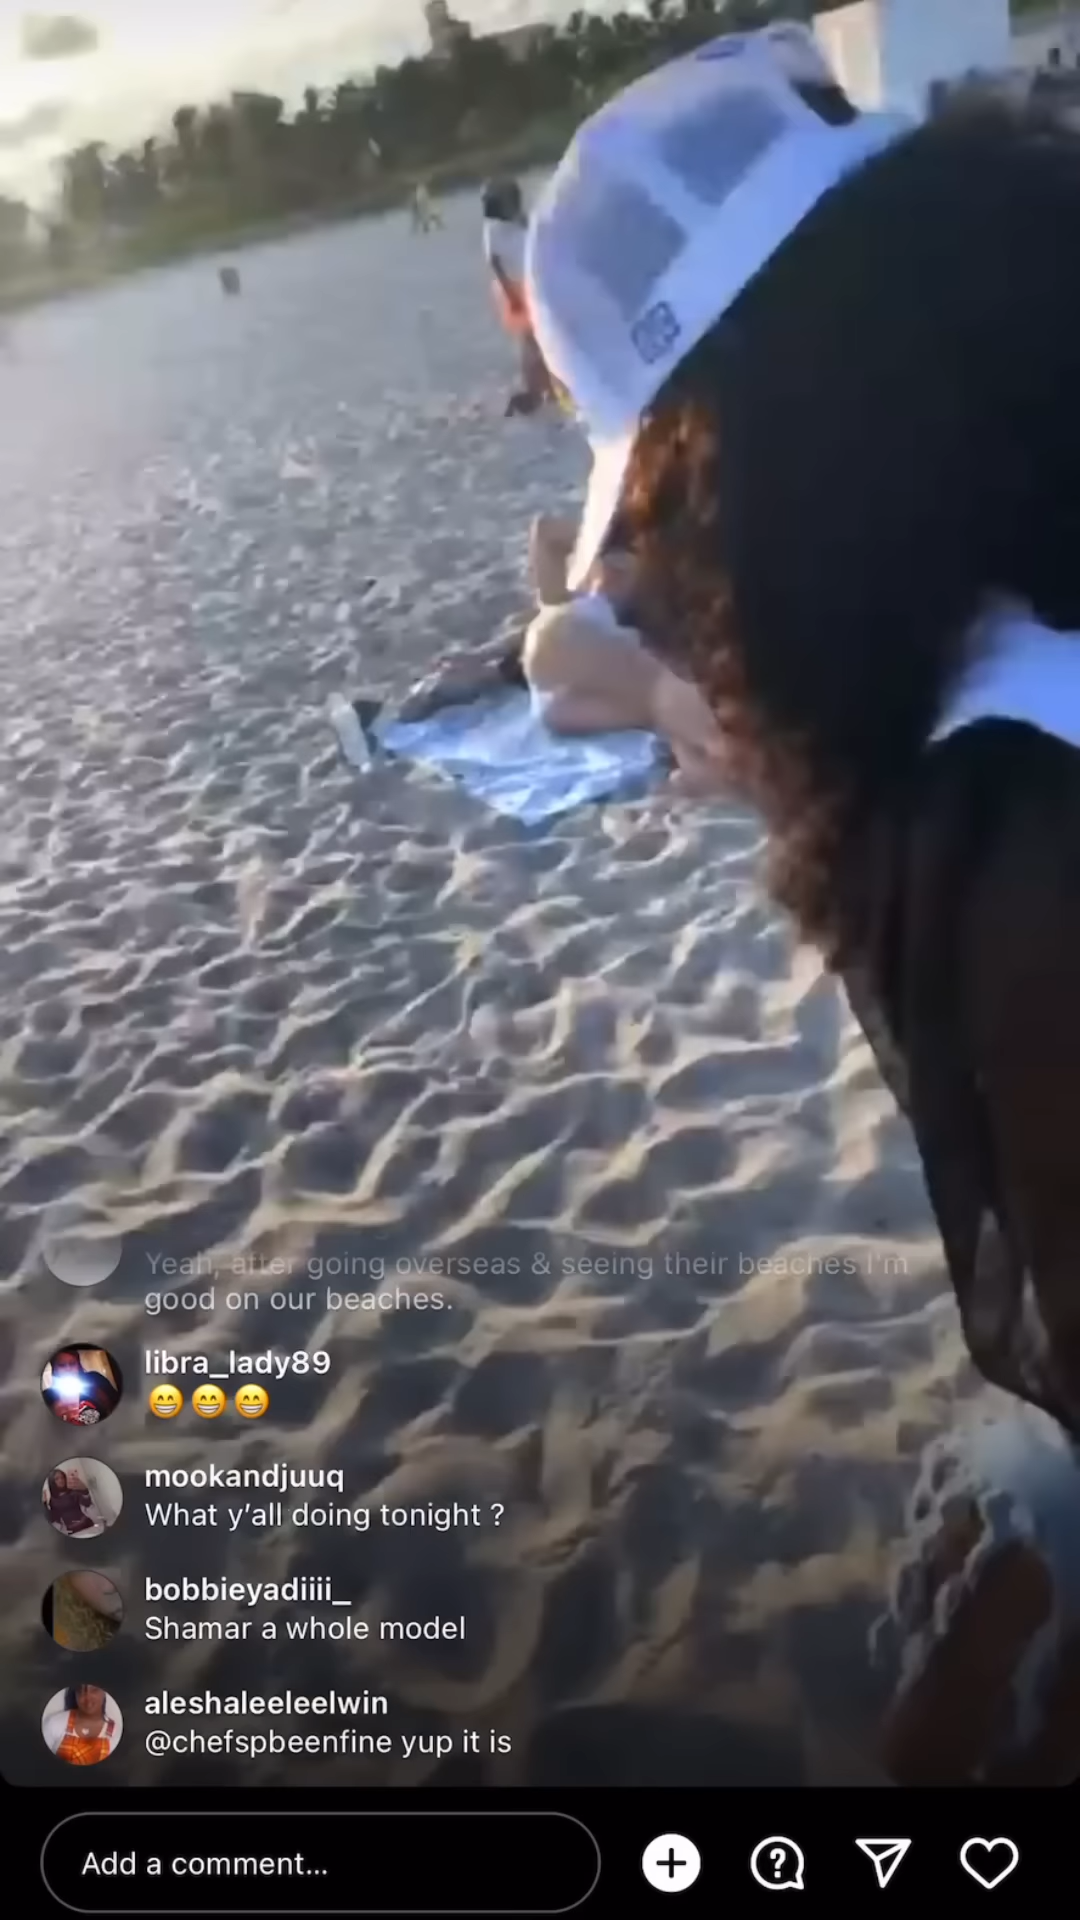 Yeah, after going overseas & seeing their beaches I'm
good on our beaches.
libra_lady89
😁😁😁
mookandjuuq
What y’all doing tonight ?
bobbieyadiiii_
Shamar a whole model
aleshaleeleelwin
@chefspbeenfine yup it is
Add a comment...